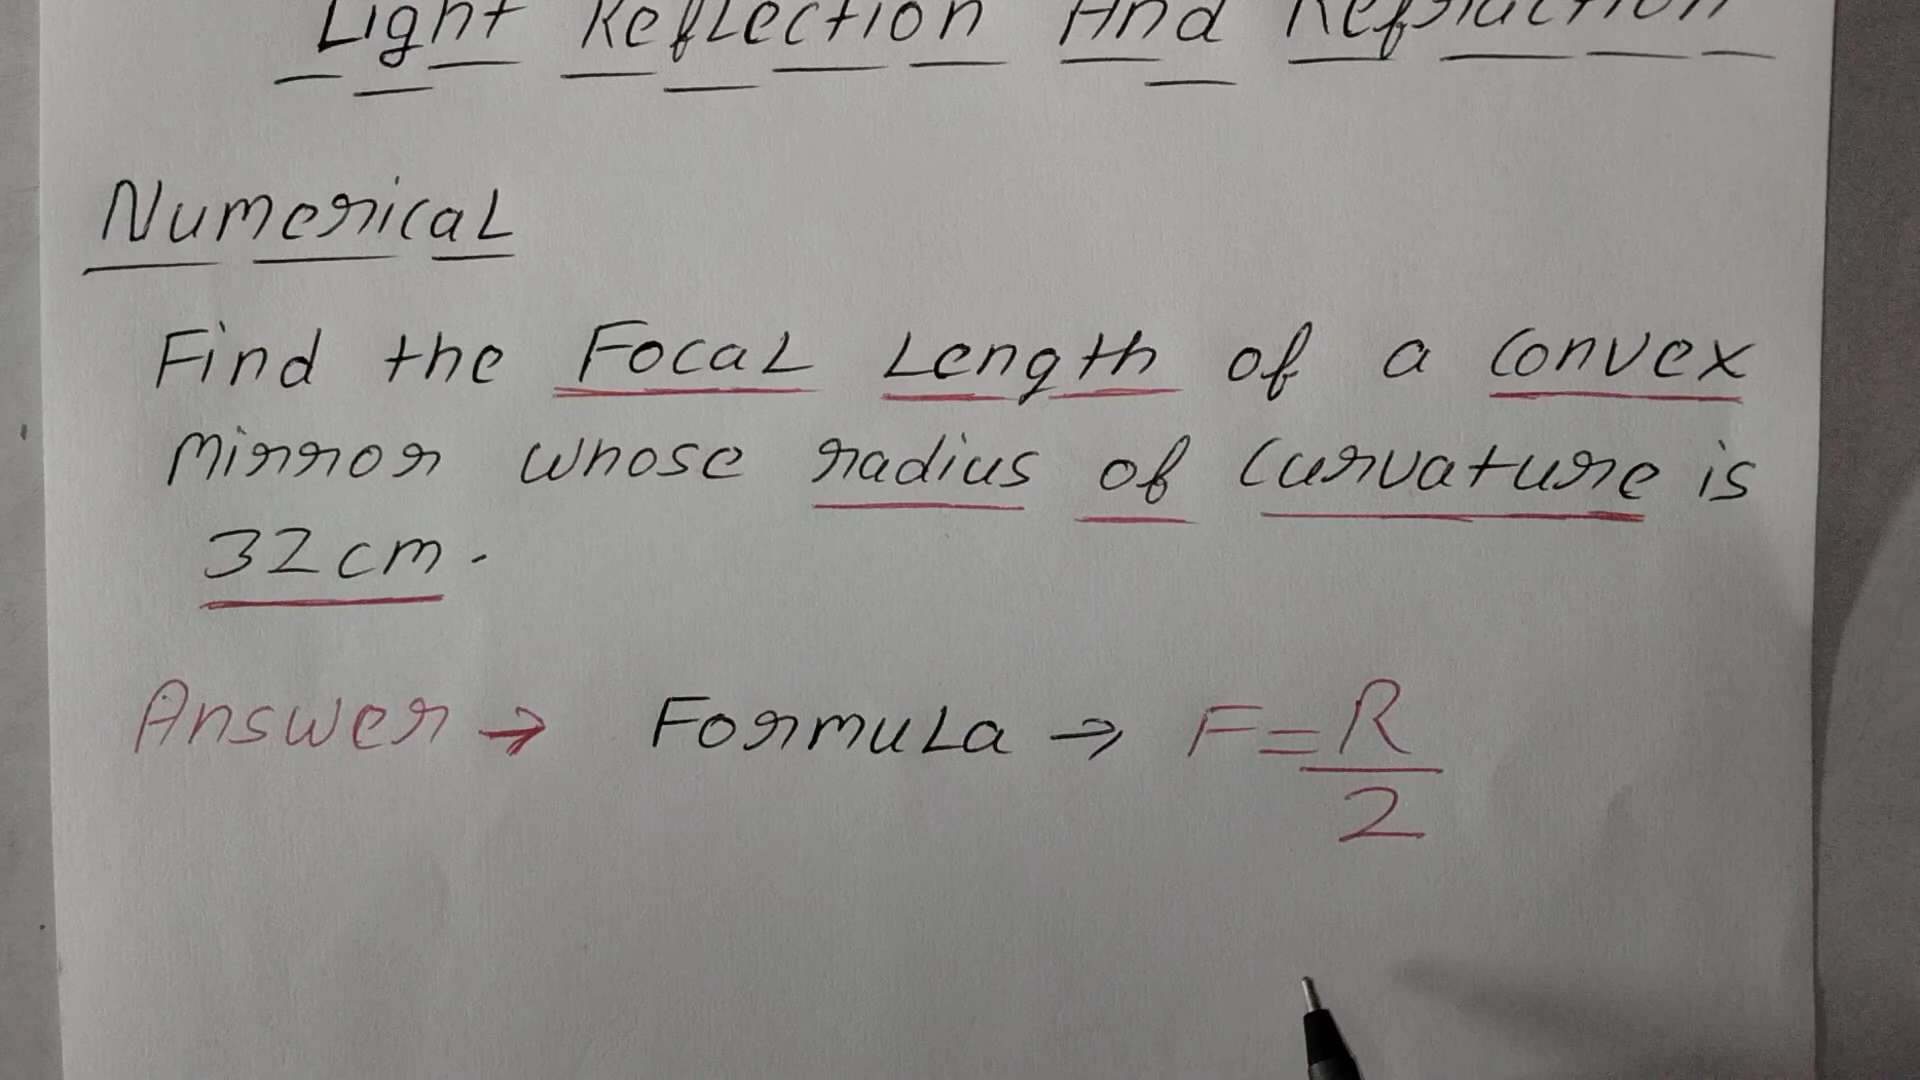 Light Reflection And Refraction
Numerical
Find the Focal Length of a Convex
mirror whose radius of Curvature is
32cm.
Answer → Formula → F=R/2